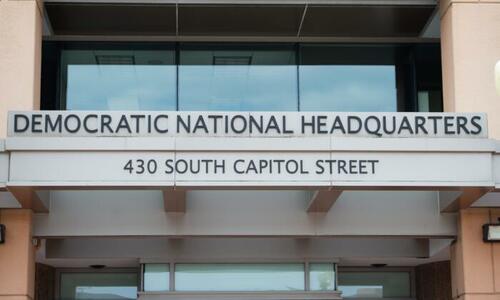 DEMOCRATIC NATIONAL HEADQUARTERS
430 SOUTH CAPITOL STREET